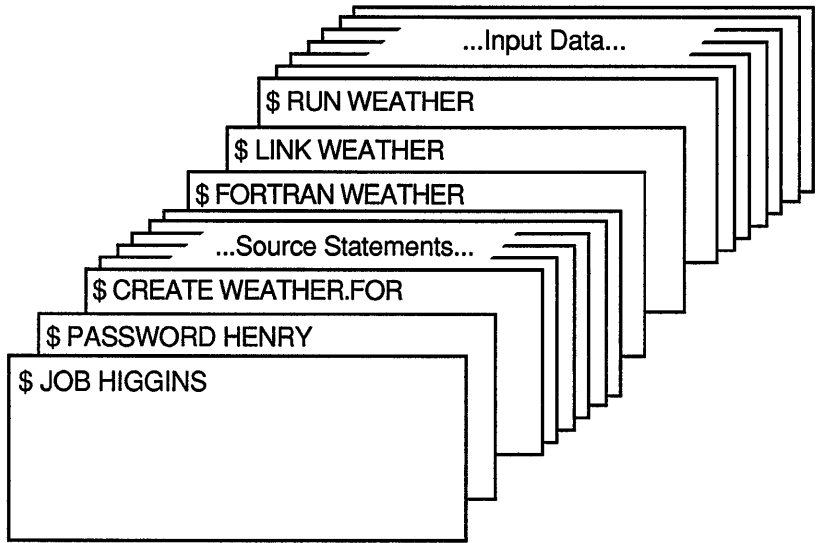 ...Input Data...
$ RUN WEATHER
$ LINK WEATHER
$ FORTRAN WEATHER
...Source Statements...
$ CREATE WEATHER.FOR
$ PASSWORD HENRY
$ JOB HIGGINS